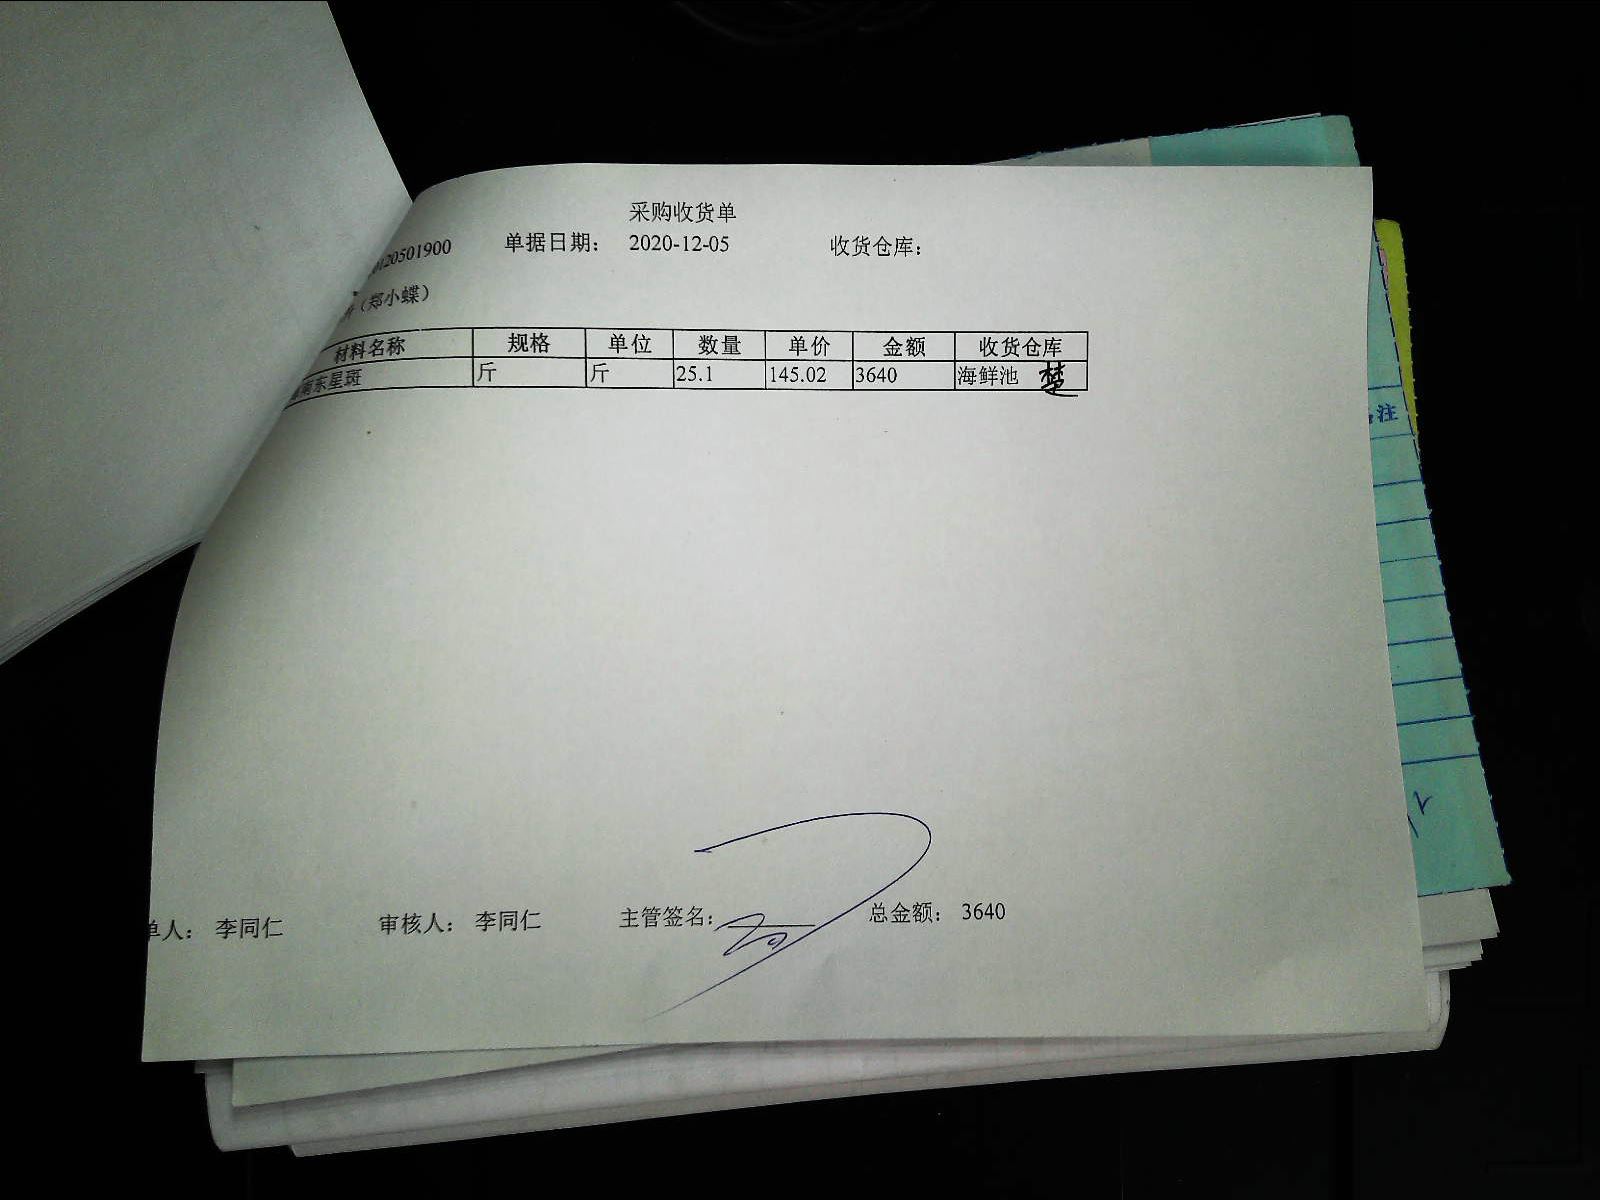 采购收货单
20120501900 单据日期： 2020-12-05 收货仓库：
（郑小蝶）
材料名称 规格 单位 数量 单价 金额 收货仓库
南东星斑 斤 斤 25.1 145.02 3640 海鲜池 楚
注
单人： 李同仁 审核人： 李同仁 主管签名： 总金额： 3640